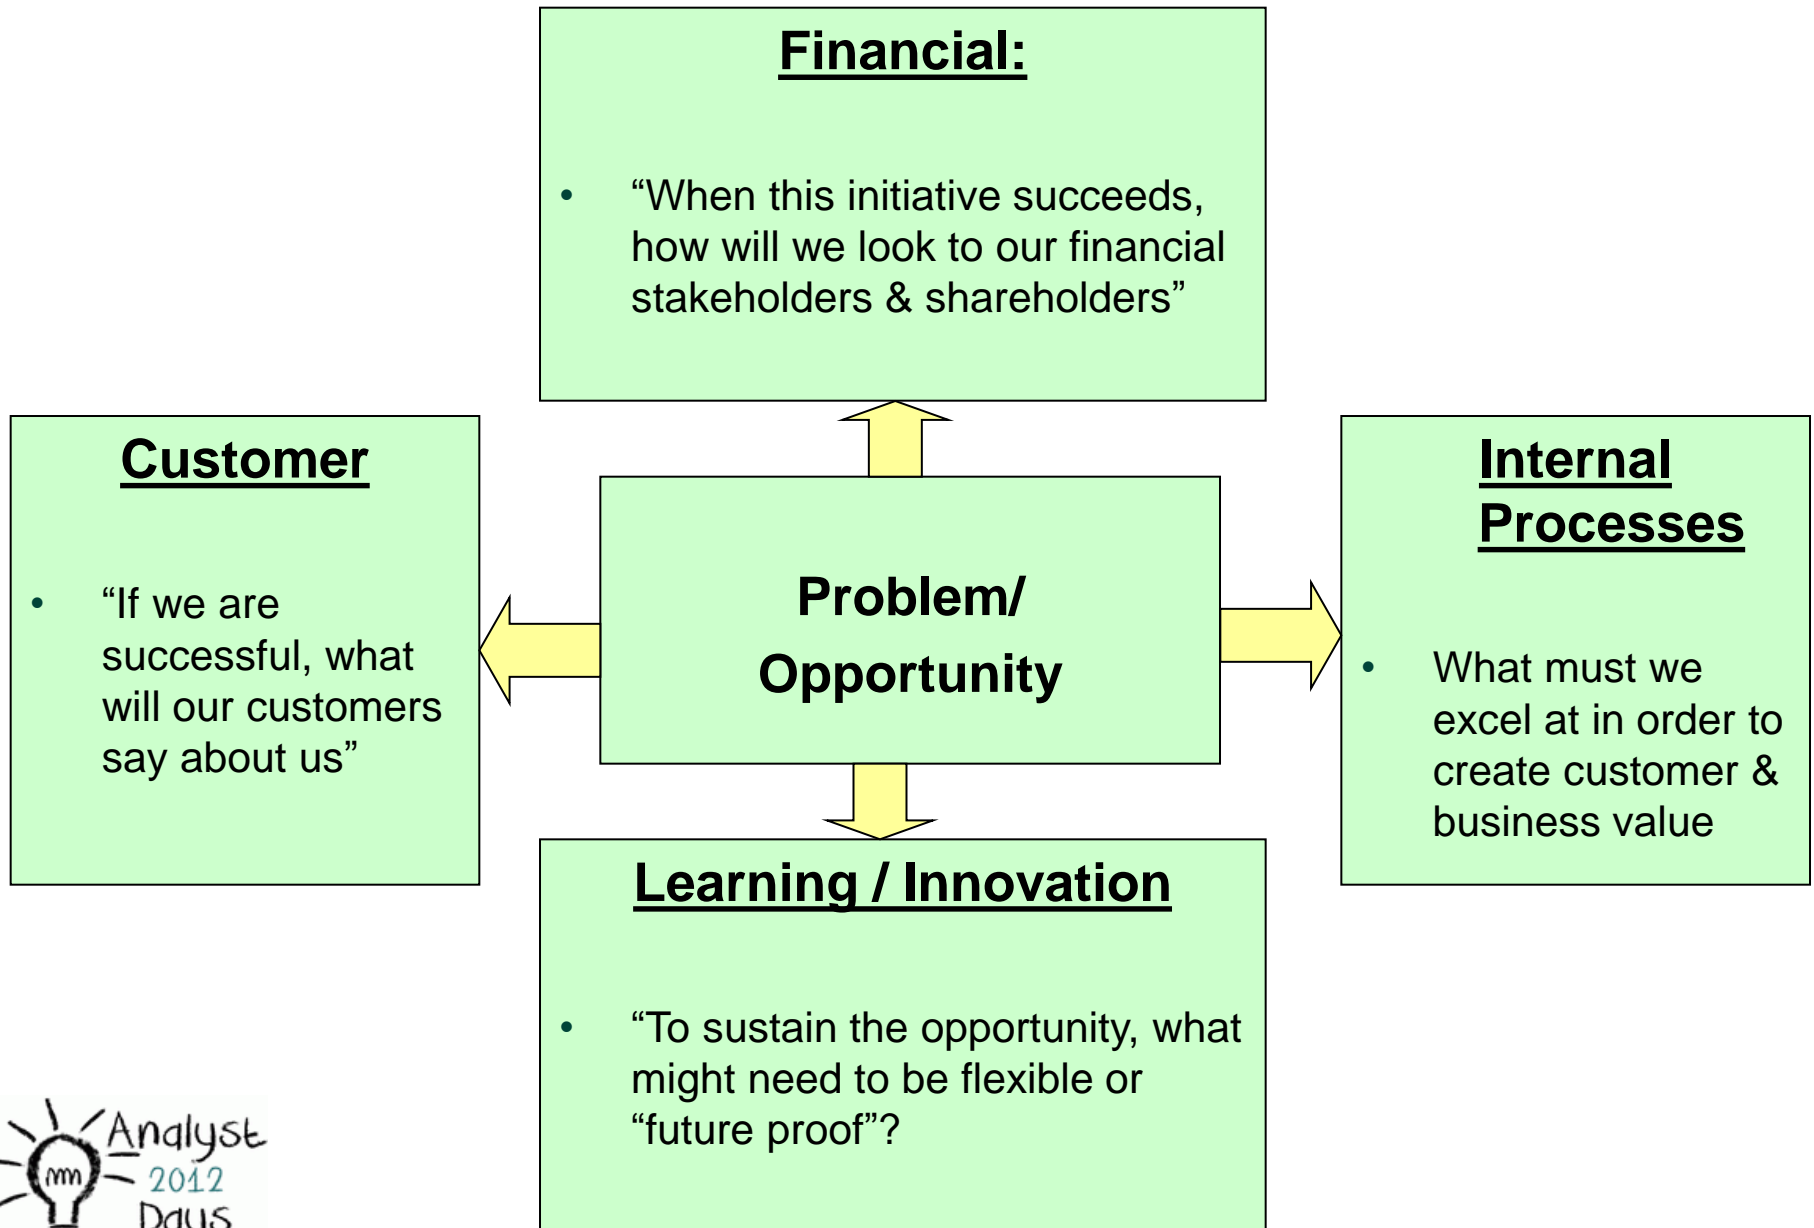 Financial:
• “When this initiative succeeds,
how will we look to our financial
stakeholders & shareholders”
Customer
• “If we are
successful, what
will our customers
say about us”
Problem/
Opportunity
Internal
Processes
• What must we
excel at in order to
create customer &
business value
Learning / Innovation
• “To sustain the opportunity, what
might need to be flexible or
“future proof”?
Analyst
2012
Days